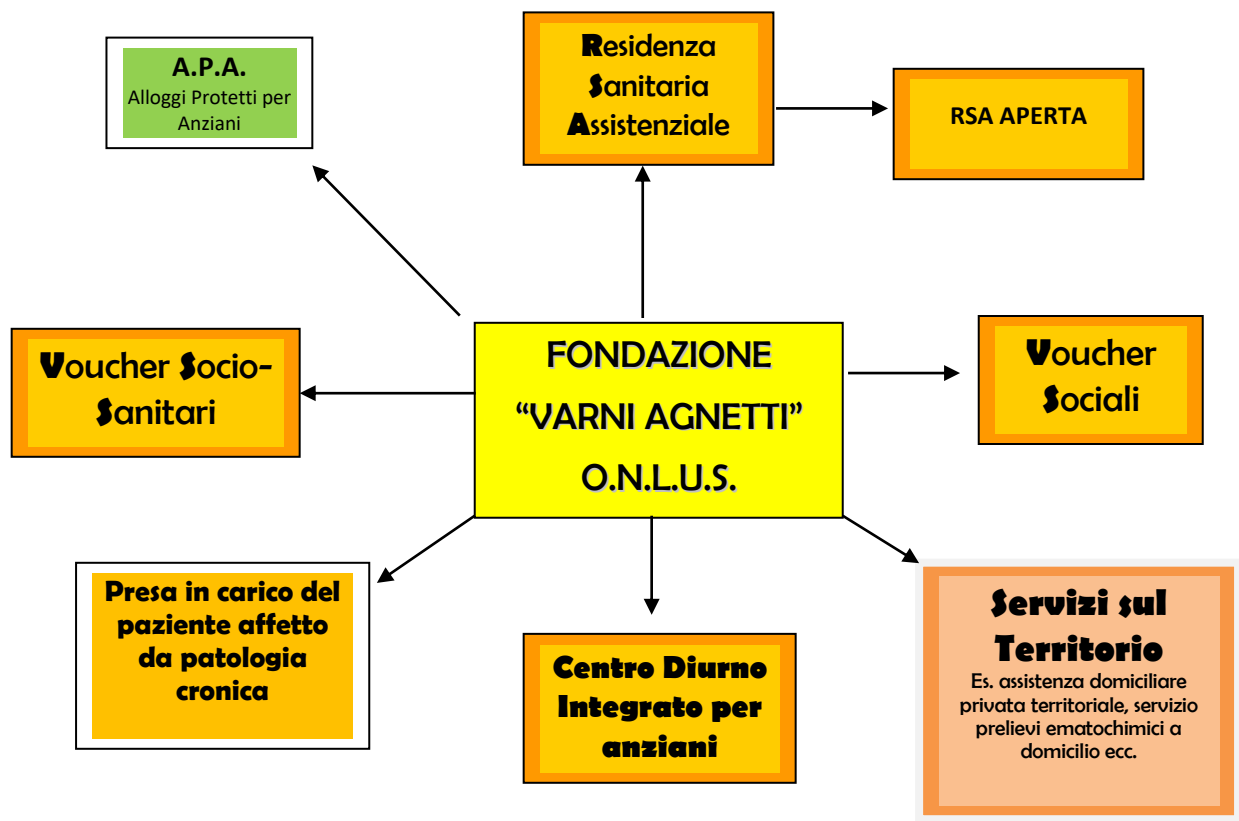 A.P.A.
Alloggi Protetti per
Anziani
Residenza
Sanitaria
Assistenziale
RSA APERTA
Voucher Socio-
Sanitari
FONDAZIONE
“VARNI AGNETTI”
O.N.L.U.S.
Voucher
Sociali
Presa in carico del
paziente affetto
da patologia
cronica
Centro Diurno
Integrato per
anziani
Servizi sul
Territorio
Es. assistenza domiciliare
privata territoriale, servizio
prelievi ematochimici a
domicilio ecc.